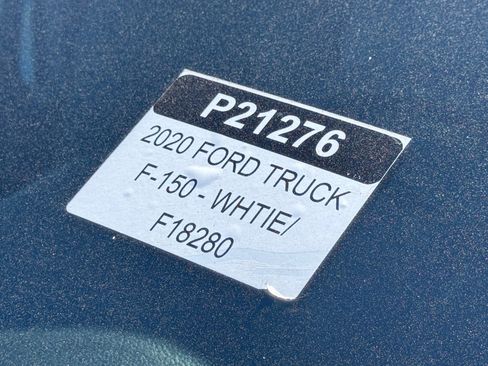 P21276
2020 FORD TRUCK
F-150 - WHTIE/
F18280